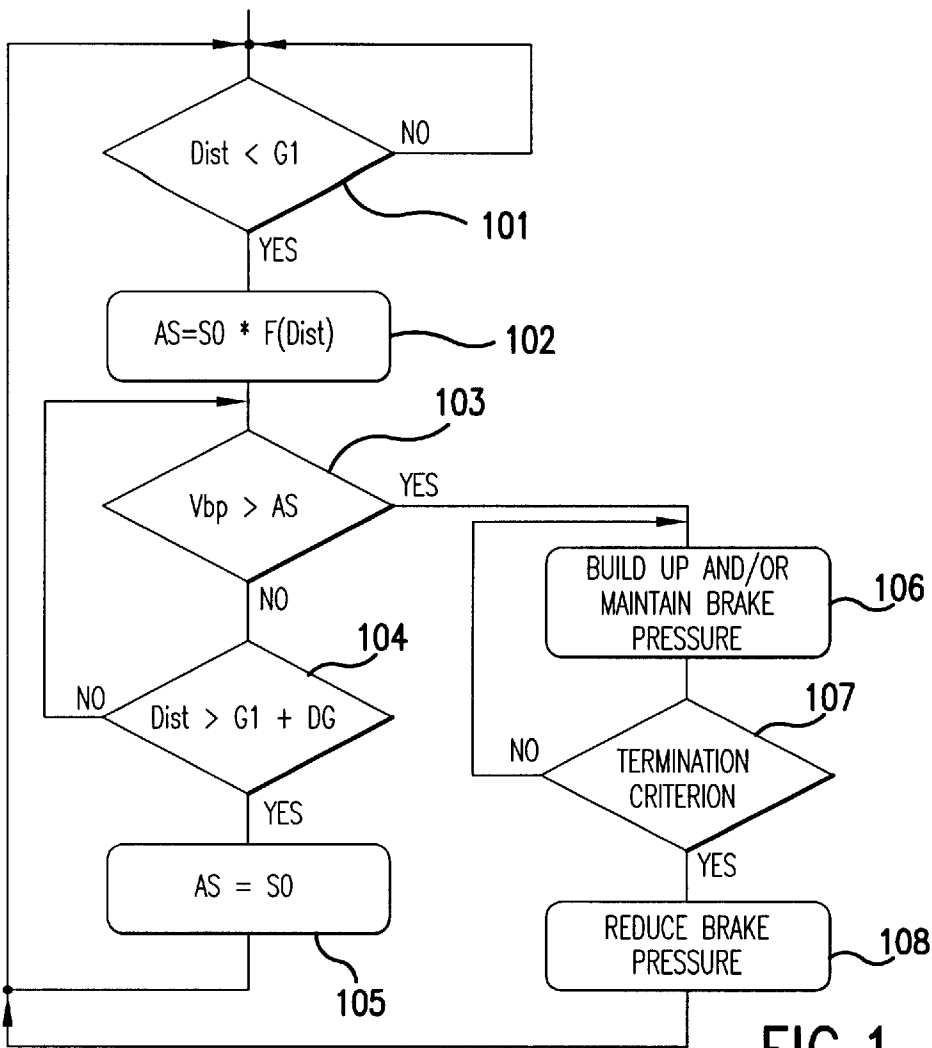 Dist < G1
NO
101
YES
AS=S0 * F(Dist)
102
103
Vbp > AS
YES
NO
BUILD UP AND/OR
MAINTAIN BRAKE
PRESSURE
106
104
NO
Dist > G1 + DG
YES
107
NO
TERMINATION
CRITERION
YES
AS = S0
105
REDUCE BRAKE
PRESSURE
108
FIG. 1